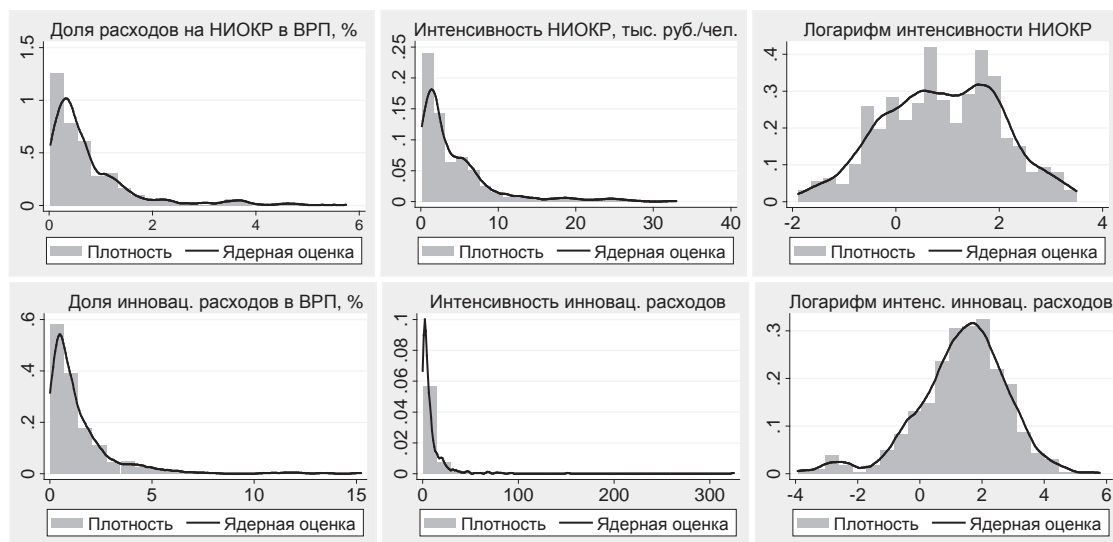 Доля расходов на НИОКР в ВРП, %
1.5
1
.5
0
0 2 4 6
Плотность Ядерная оценка
Интенсивность НИОКР, тыс. руб./чел.
.25
.2
.15
.1
.05
0
0 10 20 30 40
Плотность Ядерная оценка
Логарифм интенсивности НИОКР
.4
.3
.2
.1
0
-2 0 2 4
Плотность Ядерная оценка
Доля инновац. расходов в ВРП, %
.6
.4
.2
0
0 5 10 15
Плотность Ядерная оценка
Интенсивность инновац. расходов
.1
.08
.06
.04
.02
0
0 100 200 300
Плотность Ядерная оценка
Логарифм интенс. инновац. расходов
.3
.2
.1
0
-4 -2 0 2 4 6
Плотность Ядерная оценка